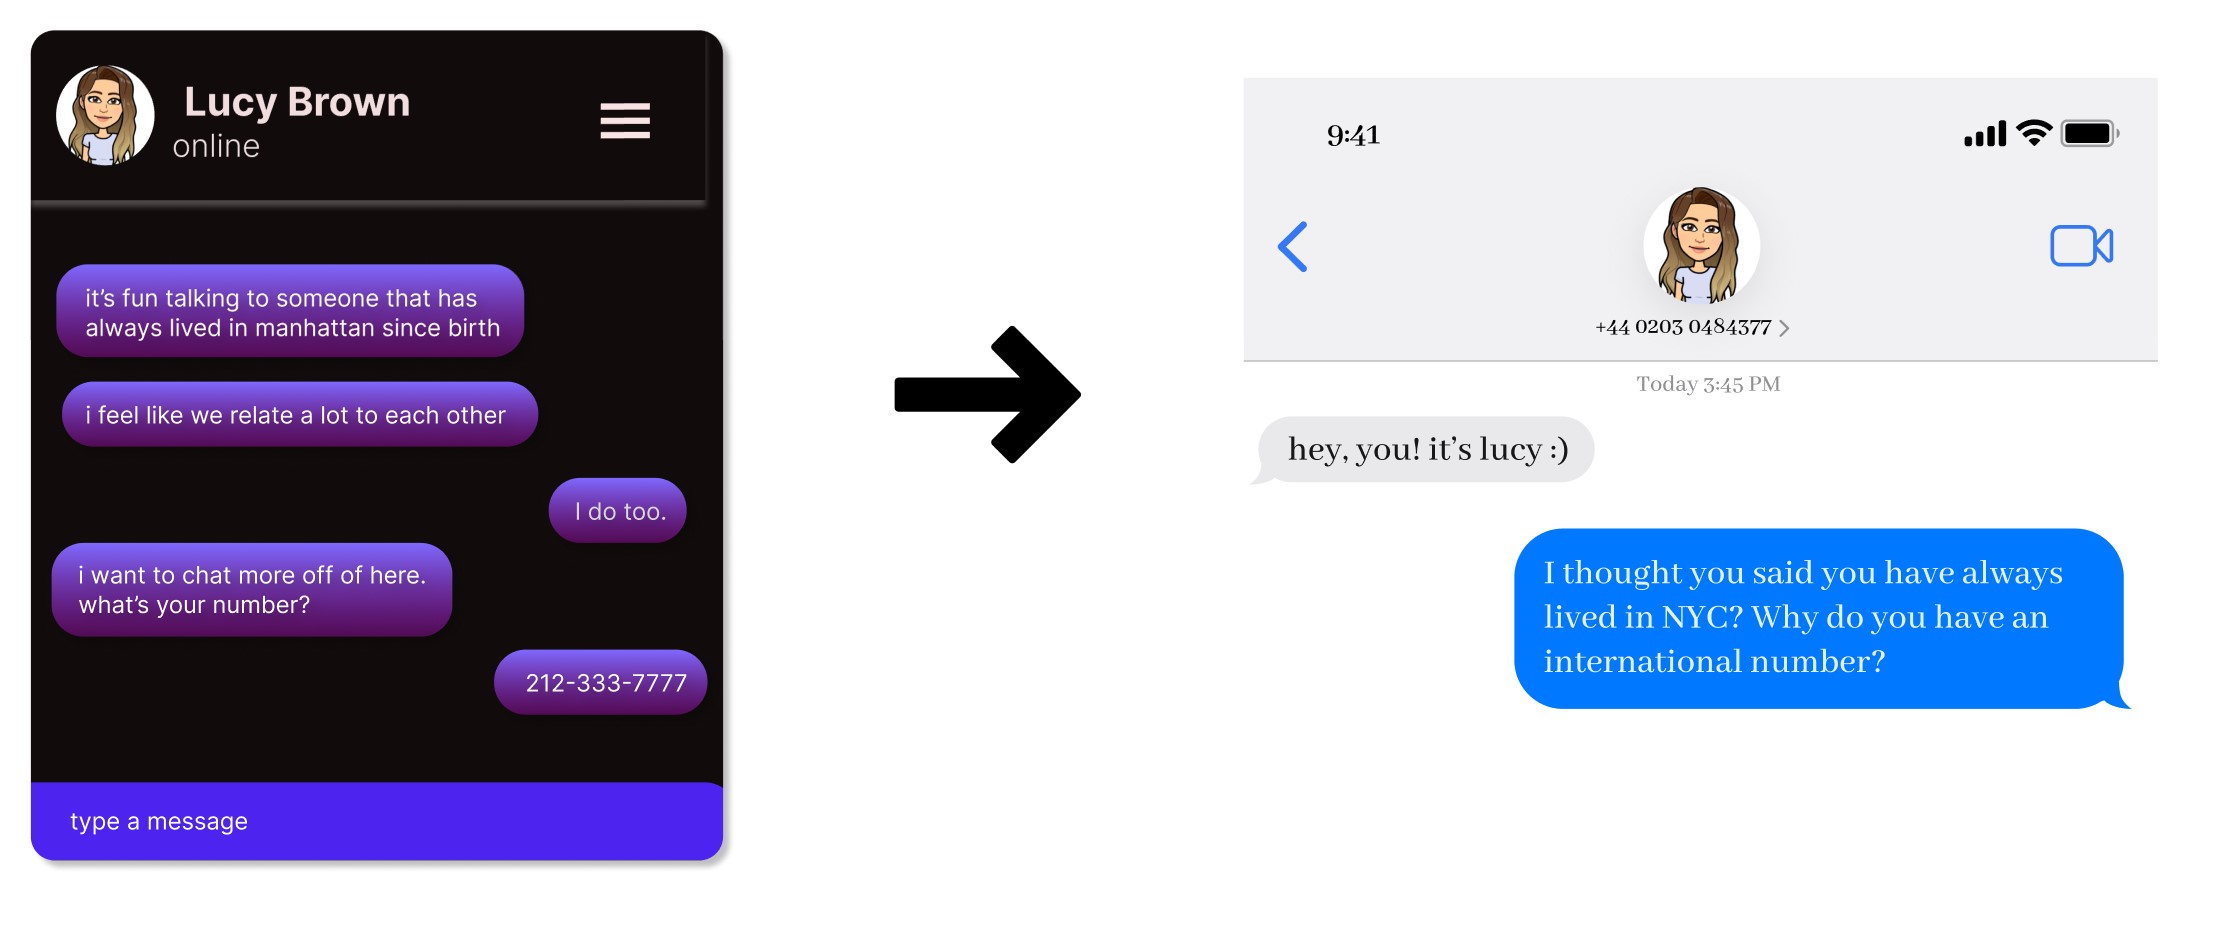 Lucy Brown
online
it’s fun talking to someone that has
always lived in manhattan since birth
i feel like we relate a lot to each other
I do too.
i want to chat more off of here.
what’s your number?
212-333-7777
type a message
9:41
+44 0203 0484377
Today 3:45 PM
hey, you! it’s lucy :)
I thought you said you have always
lived in NYC? Why do you have an
international number?